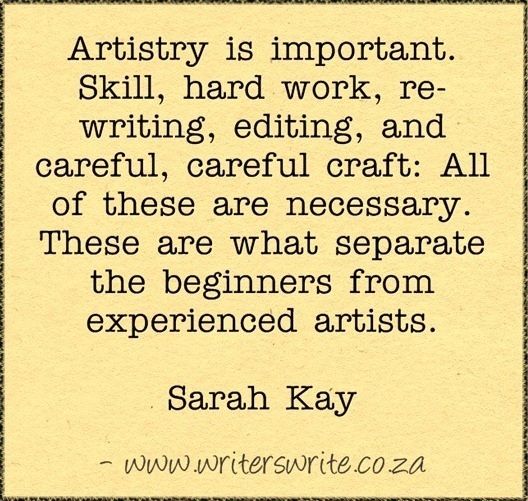 Artistry is important.
Skill, hard work, re-
writing, editing, and
careful, careful craft: All
of these are necessary.
These are what separate
the beginners from
experienced artists.
Sarah Kay
- www.writerswrite.co.za